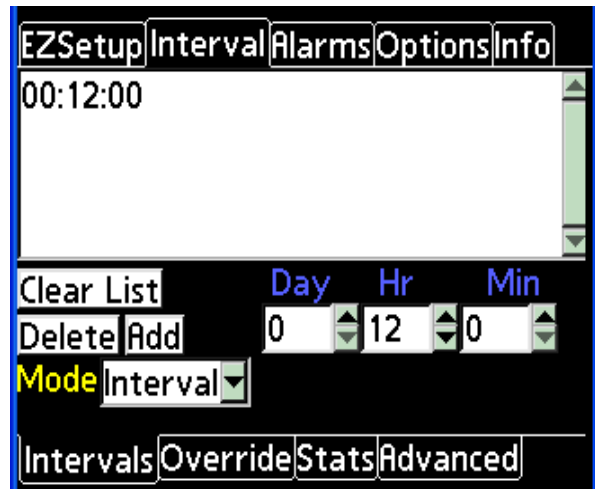 EZSetup Interval Alarms Options Info
00:12:00
Clear List Day Hr Min
Delete Add 0 12 0
Mode Interval
Intervals Override Stats Advanced